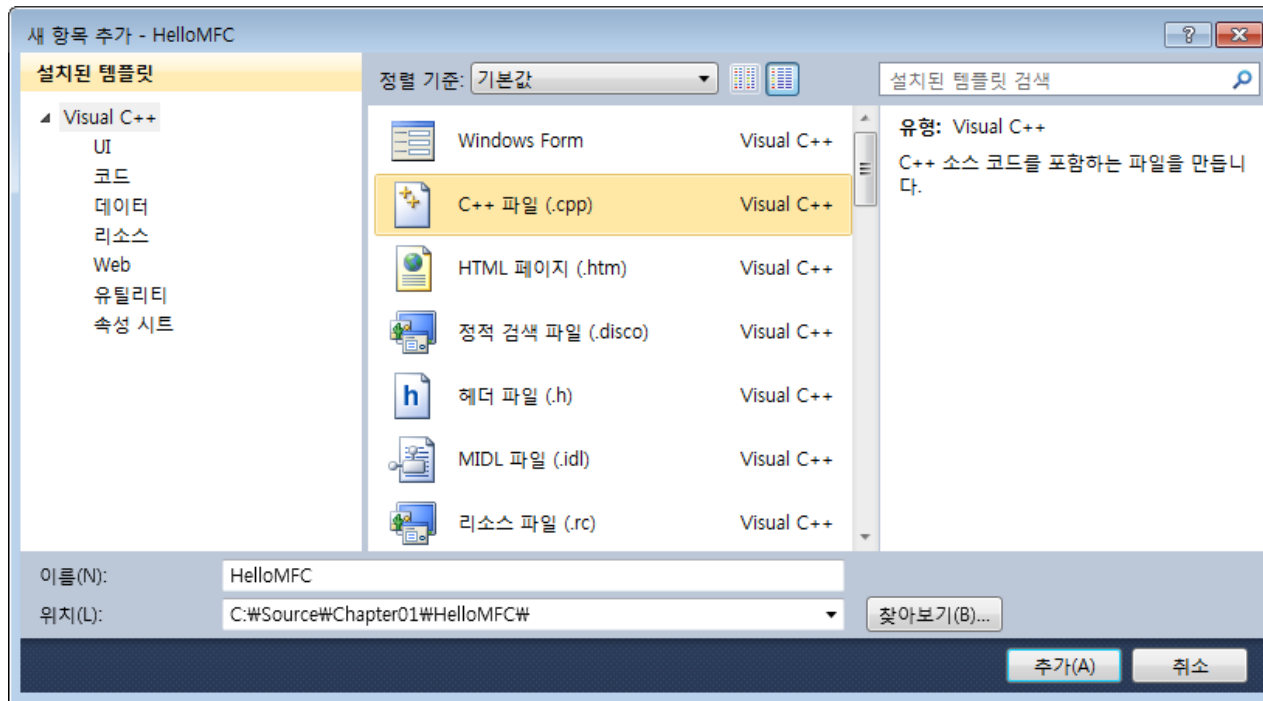 새 항목 추가 - HelloMFC
설치된 템플릿
Visual C++
UI
코드
데이터
리소스
Web
유틸리티
속성 시트
정렬 기준: 기본값
Windows Form Visual C++
C++ 파일 (.cpp) Visual C++
HTML 페이지 (.htm) Visual C++
정적 검색 파일 (.disco) Visual C++
헤더 파일 (.h) Visual C++
MIDL 파일 (.idl) Visual C++
리소스 파일 (.rc) Visual C++
설치된 템플릿 검색
유형: Visual C++
C++ 소스 코드를 포함하는 파일을 만듭니
다.
이름(N): HelloMFC
위치(L): C:₩Source₩Chapter01₩HelloMFC₩ 찾아보기(B)...
추가(A) 취소